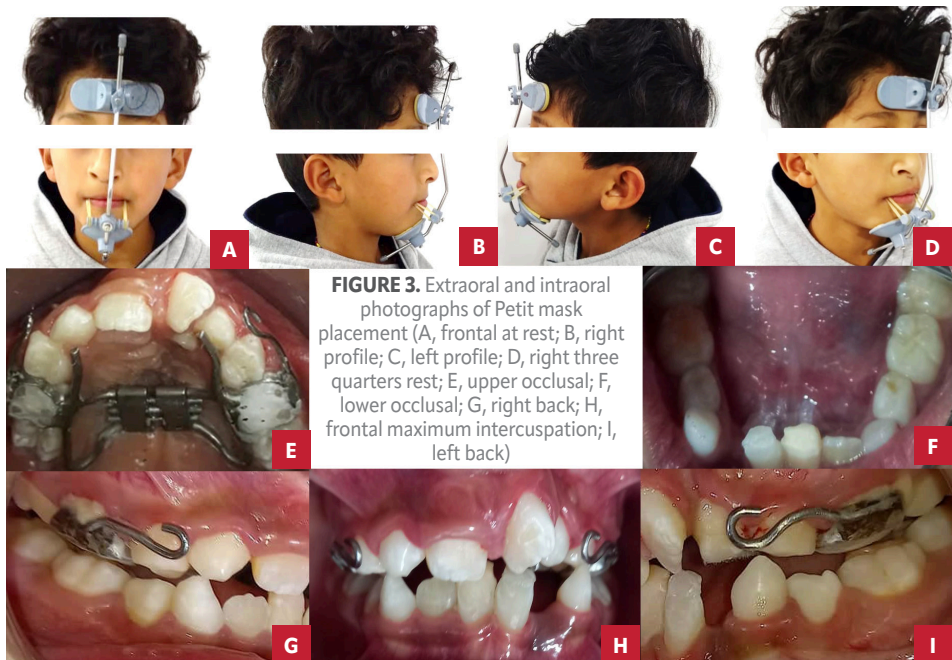 A
B
C
D
FIGURE 3. Extraoral and intraoral
photographs of Petit mask
placement (A, frontal at rest; B, right
profile; C, left profile; D, right three
quarters rest; E, upper occlusal; F,
lower occlusal; G, right back; H,
frontal maximum intercuspation; I,
left back)
E
F
G
H
I